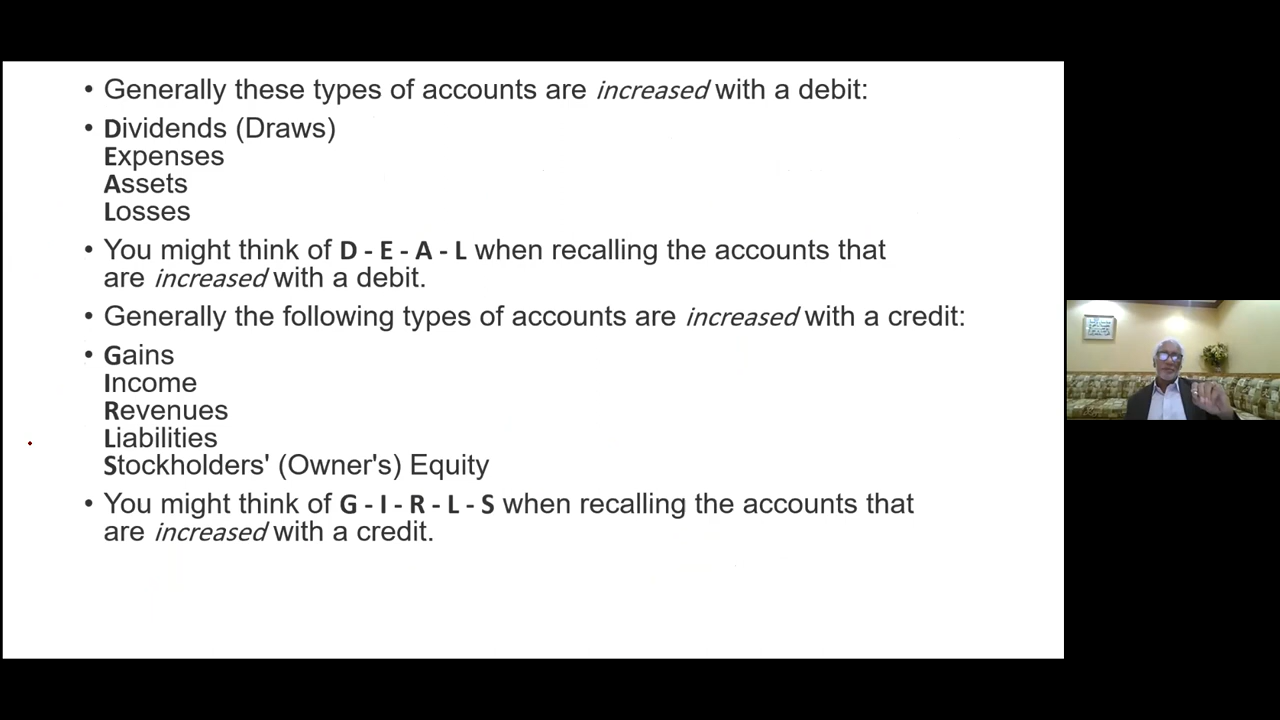 • Generally these types of accounts are increased with a debit:
• Dividends (Draws)
Expenses
Assets
Losses
• You might think of D - E - A - L when recalling the accounts that
are increased with a debit.
• Generally the following types of accounts are increased with a credit:
• Gains
Income
Revenues
Liabilities
Stockholders' (Owner's) Equity
• You might think of G - I - R - L - S when recalling the accounts that
are increased with a credit.